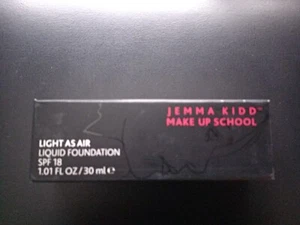 JEMMA KIDD™
MAKE UP SCHOOL
LIGHT AS AIR
LIQUID FOUNDATION
SPF 18
1.01 FL OZ / 30 ml e